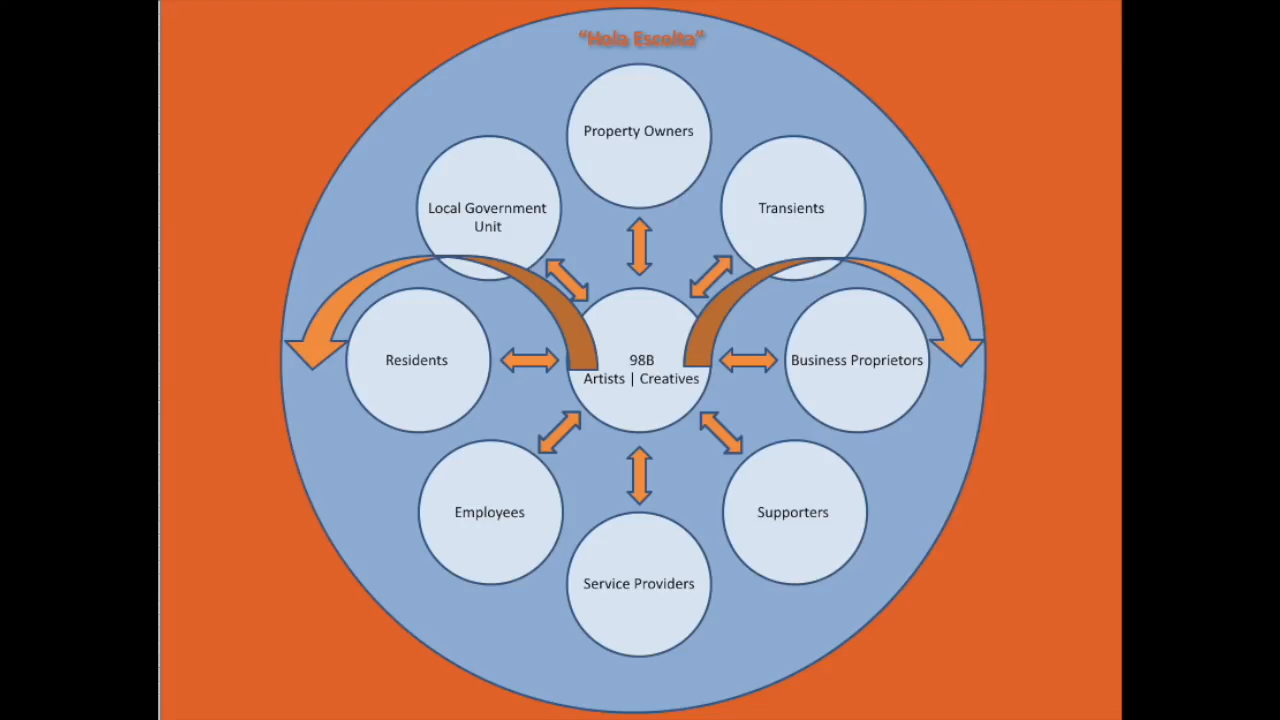 “Hola Escolta”
Property Owners
Local Government
Unit
Transients
Residents
98B
Artists | Creatives
Business Proprietors
Employees
Supporters
Service Providers